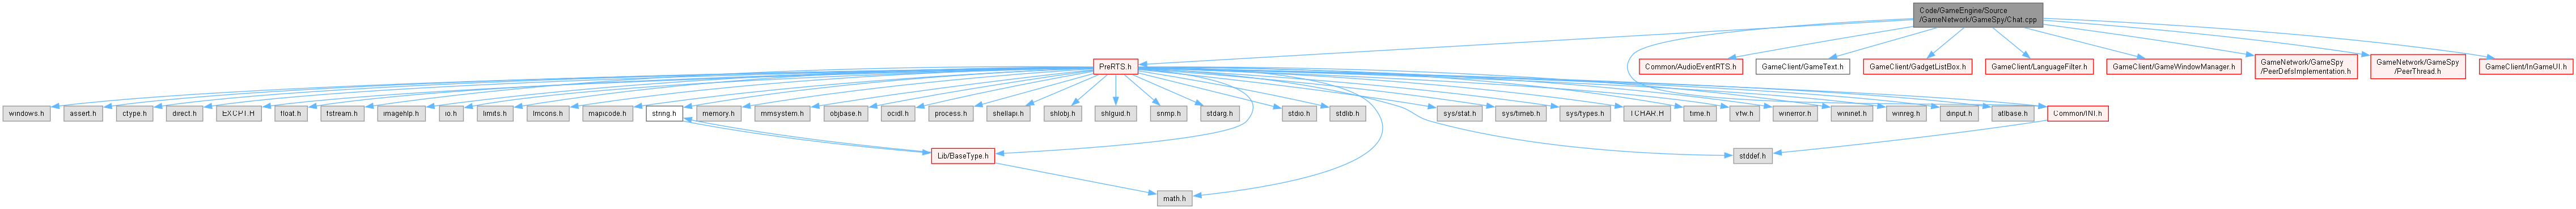 Code/GameEngine/Source
/GameNetwork/GameSpy/Chat.cpp
PreRTS.h
Common/AudioEventRTS.h
GameClient/GameText.h
GameClient/GadgetListBox.h
GameClient/LanguageFilter.h
GameClient/GameWindowManager.h
GameNetwork/GameSpy
/PeerDefsImplementation.h
GameNetwork/GameSpy
/PeerThread.h
GameClient/InGameUI.h
windows.h
assert.h
ctype.h
direct.h
EXCPT.H
float.h
fstream.h
imagehlp.h
io.h
limits.h
lmcons.h
mapicode.h
string.h
memory.h
mmsystem.h
objbase.h
ocidl.h
process.h
shellapi.h
shlobj.h
shlguid.h
snmp.h
stdarg.h
stdio.h
stdlib.h
sys/stat.h
sys/timeb.h
sys/types.h
TCHAR.H
time.h
vfw.h
winerror.h
wininet.h
winreg.h
dinput.h
atlbase.h
Common/INI.h
Lib/BaseType.h
stddef.h
math.h